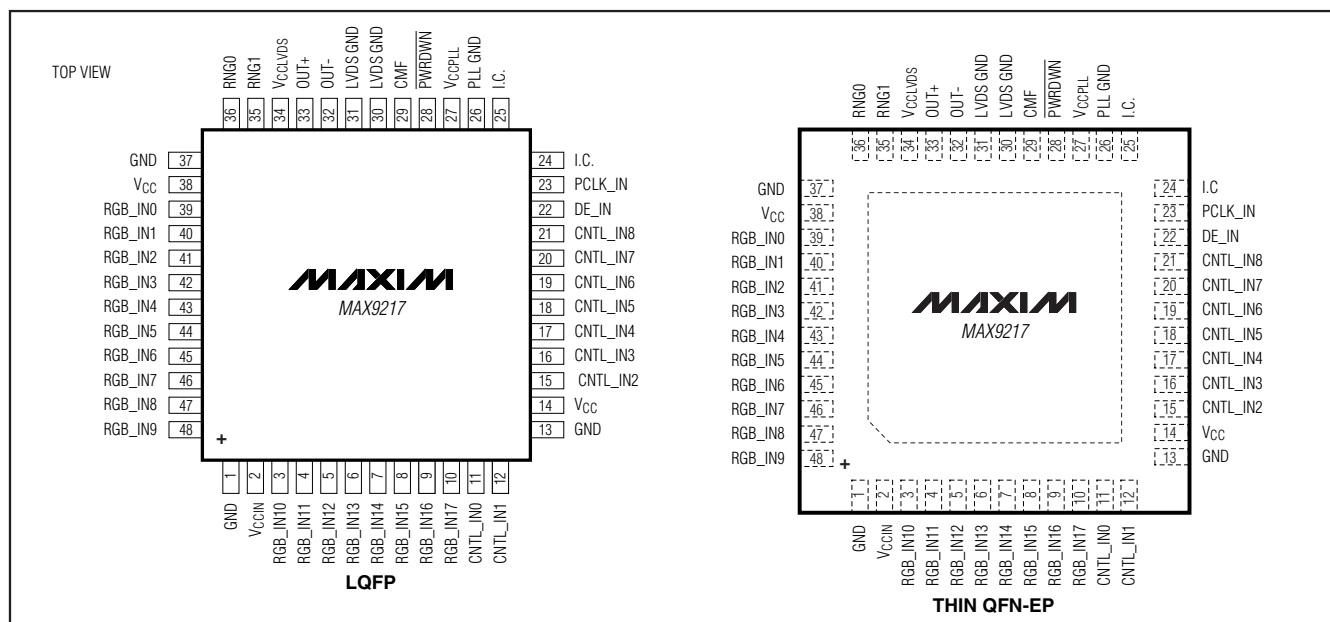 TOP VIEW
RNG0
RNG1
VCCLVDS
OUT+
OUT-
LVDS GND
LVDS GND
CMF
PWRDWN
VCCPLL
PLL GND
I.C.
36
35
34
33
32
31
30
29
28
27
26
25
GND 37
VCC 38
RGB_IN0 39
RGB_IN1 40
RGB_IN2 41
RGB_IN3 42
RGB_IN4 43
RGB_IN5 44
RGB_IN6 45
RGB_IN7 46
RGB_IN8 47
RGB_IN9 48
MAXIM
MAX9217
24 I.C.
23 PCLK_IN
22 DE_IN
21 CNTL_IN8
20 CNTL_IN7
19 CNTL_IN6
18 CNTL_IN5
17 CNTL_IN4
16 CNTL_IN3
15 CNTL_IN2
14 VCC
13 GND
+
1
2
3
4
5
6
7
8
9
10
11
12
GND
VCCIN
RGB_IN10
RGB_IN11
RGB_IN12
RGB_IN13
RGB_IN14
RGB_IN15
RGB_IN16
RGB_IN17
CNTL_IN0
CNTL_IN1
LQFP
RNG0
RNG1
VCCLVDS
OUT+
OUT-
LVDS GND
LVDS GND
CMF
PWRDWN
VCCPLL
PLL GND
I.C.
36
35
34
33
32
31
30
29
28
27
26
25
GND 37
VCC 38
RGB_IN0 39
RGB_IN1 40
RGB_IN2 41
RGB_IN3 42
RGB_IN4 43
RGB_IN5 44
RGB_IN6 45
RGB_IN7 46
RGB_IN8 47
RGB_IN9 48
MAXIM
MAX9217
24 I.C
23 PCLK_IN
22 DE_IN
21 CNTL_IN8
20 CNTL_IN7
19 CNTL_IN6
18 CNTL_IN5
17 CNTL_IN4
16 CNTL_IN3
15 CNTL_IN2
14 VCC
13 GND
+
1
2
3
4
5
6
7
8
9
10
11
12
GND
VCCIN
RGB_IN10
RGB_IN11
RGB_IN12
RGB_IN13
RGB_IN14
RGB_IN15
RGB_IN16
RGB_IN17
CNTL_IN0
CNTL_IN1
THIN QFN-EP